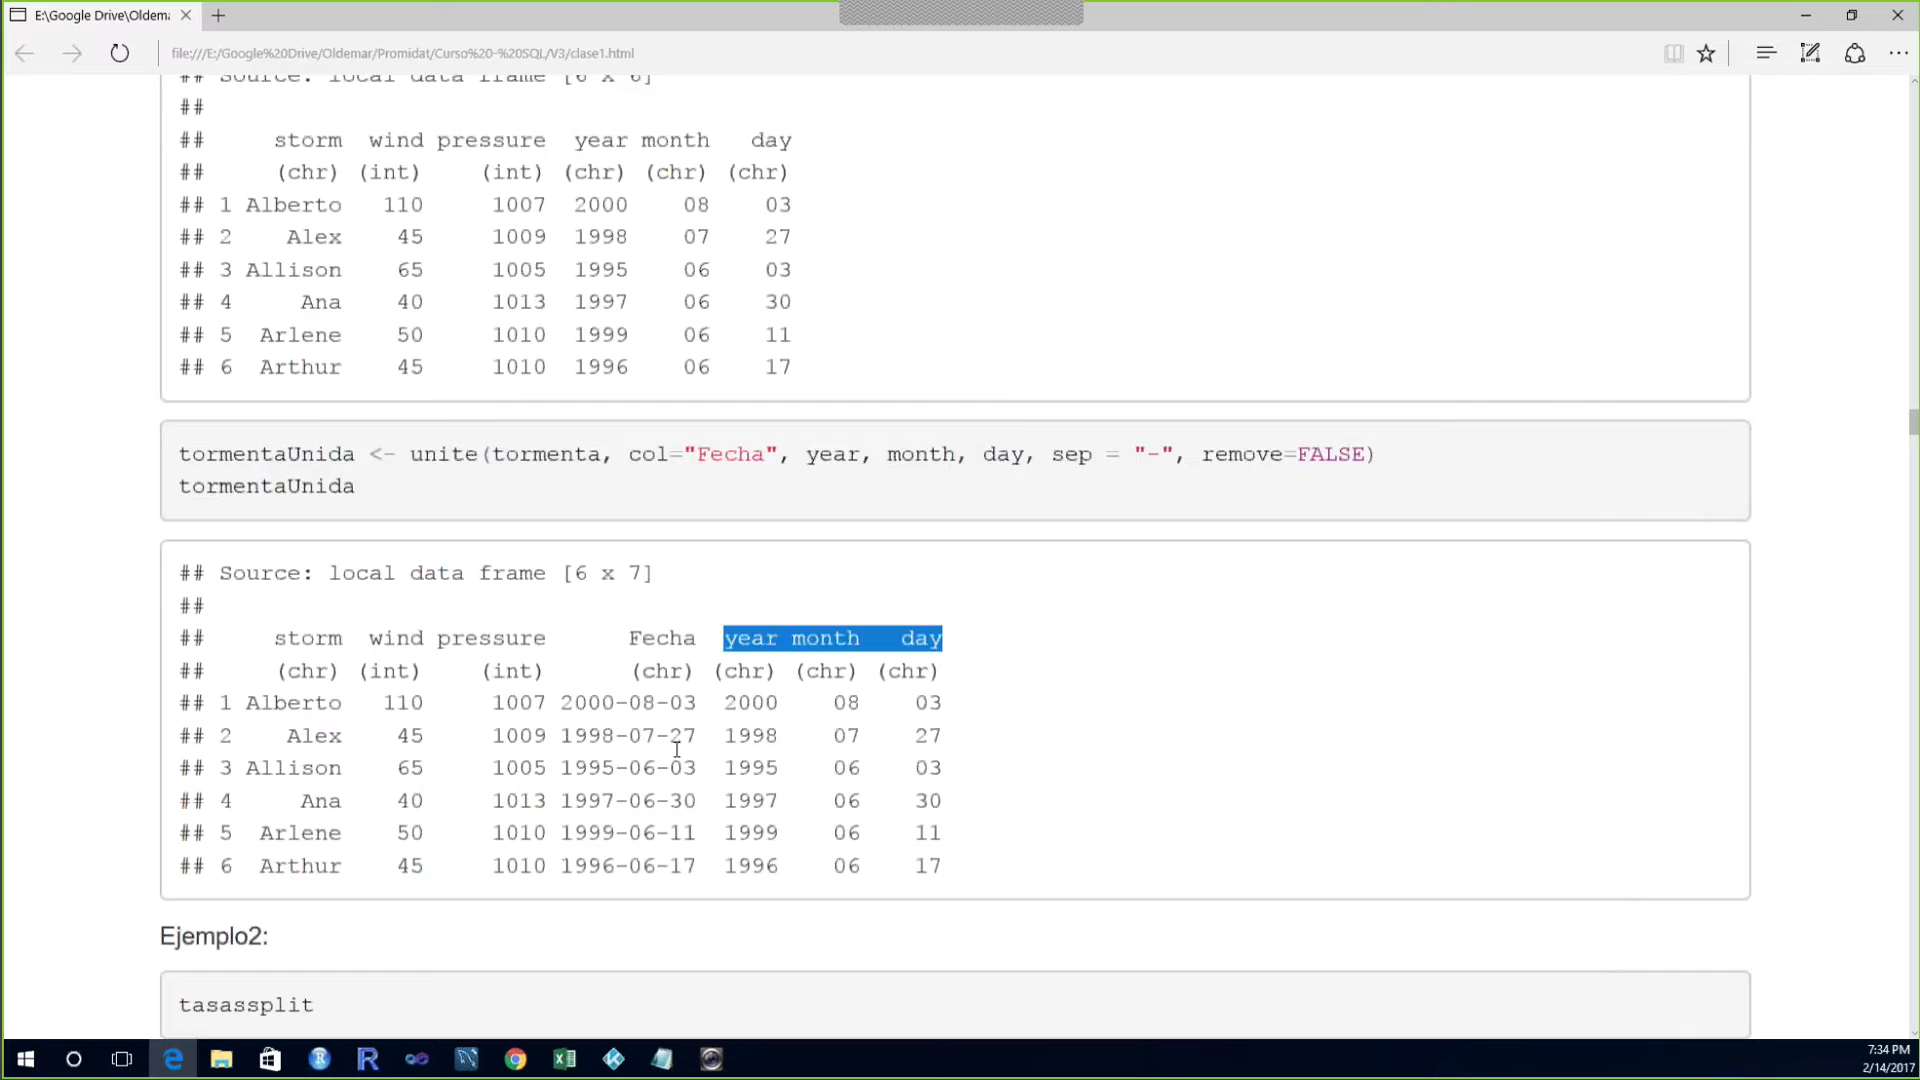 E:\Google Drive\Oldema
file:///E:/Google%20Drive/Oldemar/Promidat/Curso%20-%20SQL/V3/clase1.html
## Source: local data frame [6 x 6]
##
##     storm  wind pressure  year month   day
##     (chr) (int)    (int) (chr) (chr) (chr)
## 1 Alberto   110     1007  2000    08    03
## 2    Alex    45     1009  1998    07    27
## 3 Allison    65     1005  1995    06    03
## 4     Ana    40     1013  1997    06    30
## 5  Arlene    50     1010  1999    06    11
## 6  Arthur    45     1010  1996    06    17
tormentaUnida <- unite(tormenta, col="Fecha", year, month, day, sep = "-", remove=FALSE)
tormentaUnida
## Source: local data frame [6 x 7]
##
##     storm  wind pressure      Fecha  year month   day
##     (chr) (int)    (int)      (chr) (chr) (chr) (chr)
## 1 Alberto   110     1007 2000-08-03  2000    08    03
## 2    Alex    45     1009 1998-07-27  1998    07    27
## 3 Allison    65     1005 1995-06-03  1995    06    03
## 4     Ana    40     1013 1997-06-30  1997    06    30
## 5  Arlene    50     1010 1999-06-11  1999    06    11
## 6  Arthur    45     1010 1996-06-17  1996    06    17
Ejemplo2:
tasassplit
7:34 PM
2/14/2017